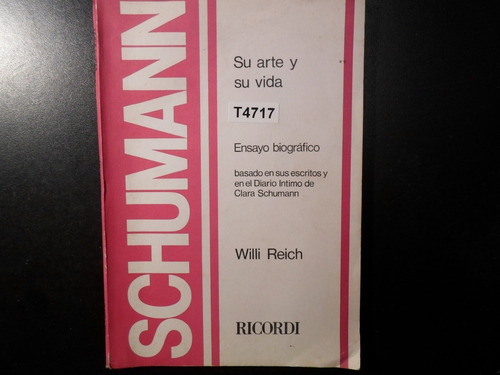 SCHUMANN
Su arte y
su vida
T4717
Ensayo biográfico
basado en sus escritos y
en el Diario Intimo de
Clara Schumann
Willi Reich
RICORDI